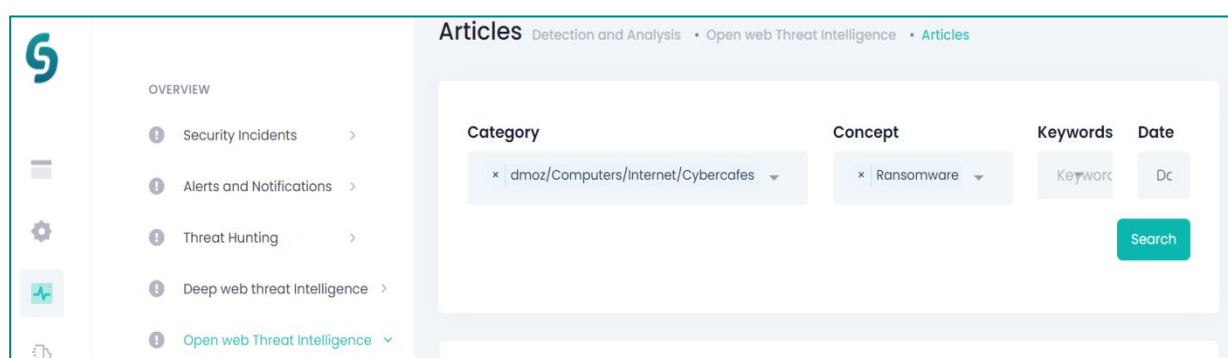 Articles Detection and Analysis • Open web Threat Intelligence • Articles
OVERVIEW
Security Incidents
Alerts and Notifications
Threat Hunting
Deep web threat Intelligence
Open web Threat Intelligence
Category
Concept
Keywords
Date
× dmoz/Computers/Internet/Cybercafes
× Ransomware
Search